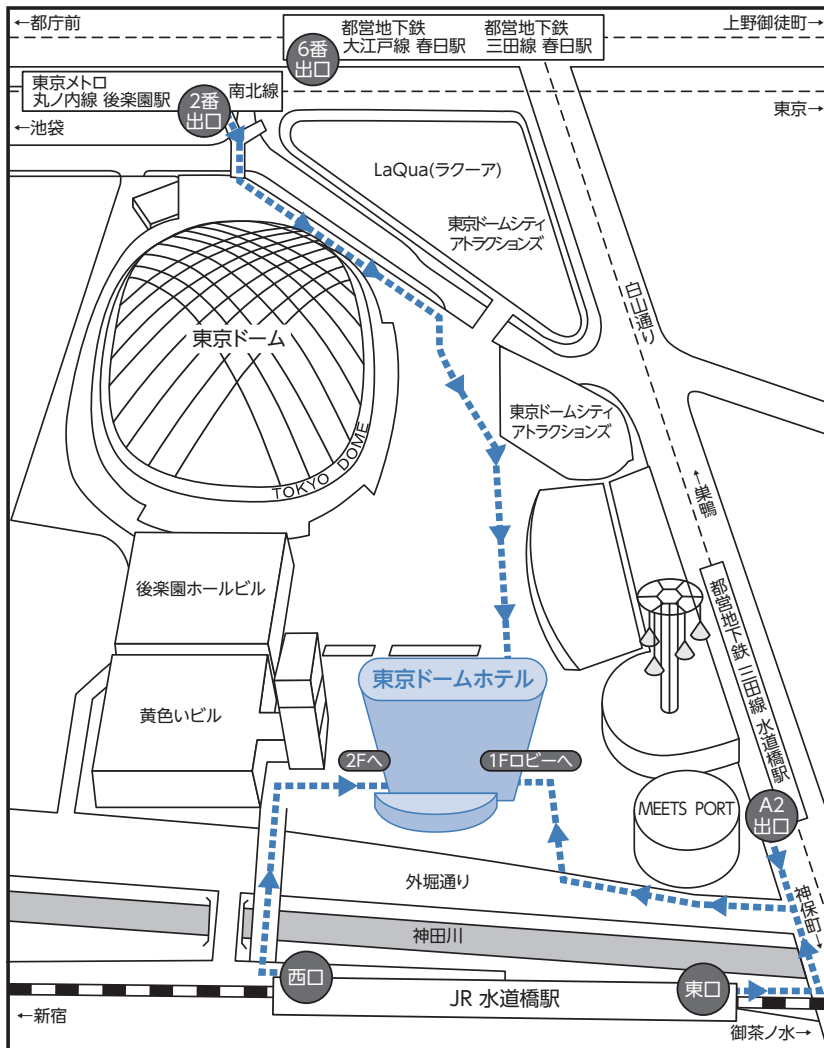 ←都庁前
都営地下鉄
大江戸線 春日駅
都営地下鉄
三田線 春日駅
上野御徒町→
6番
出口
東京メトロ
丸ノ内線 後楽園駅
2番
出口
南北線
←池袋
東京→
LaQua(ラクーア)
東京ドームシティ
アトラクションズ
白山通り
東京ドーム
TOKYO DOME
東京ドームシティ
アトラクションズ
←巣鴨
後楽園ホールビル
都営地下鉄 三田線 水道橋駅
東京ドームホテル
黄色いビル
2Fへ
1Fロビーへ
MEETS PORT
A2
出口
外堀通り
神保町→
神田川
西口
JR 水道橋駅
東口
←新宿
御茶ノ水→